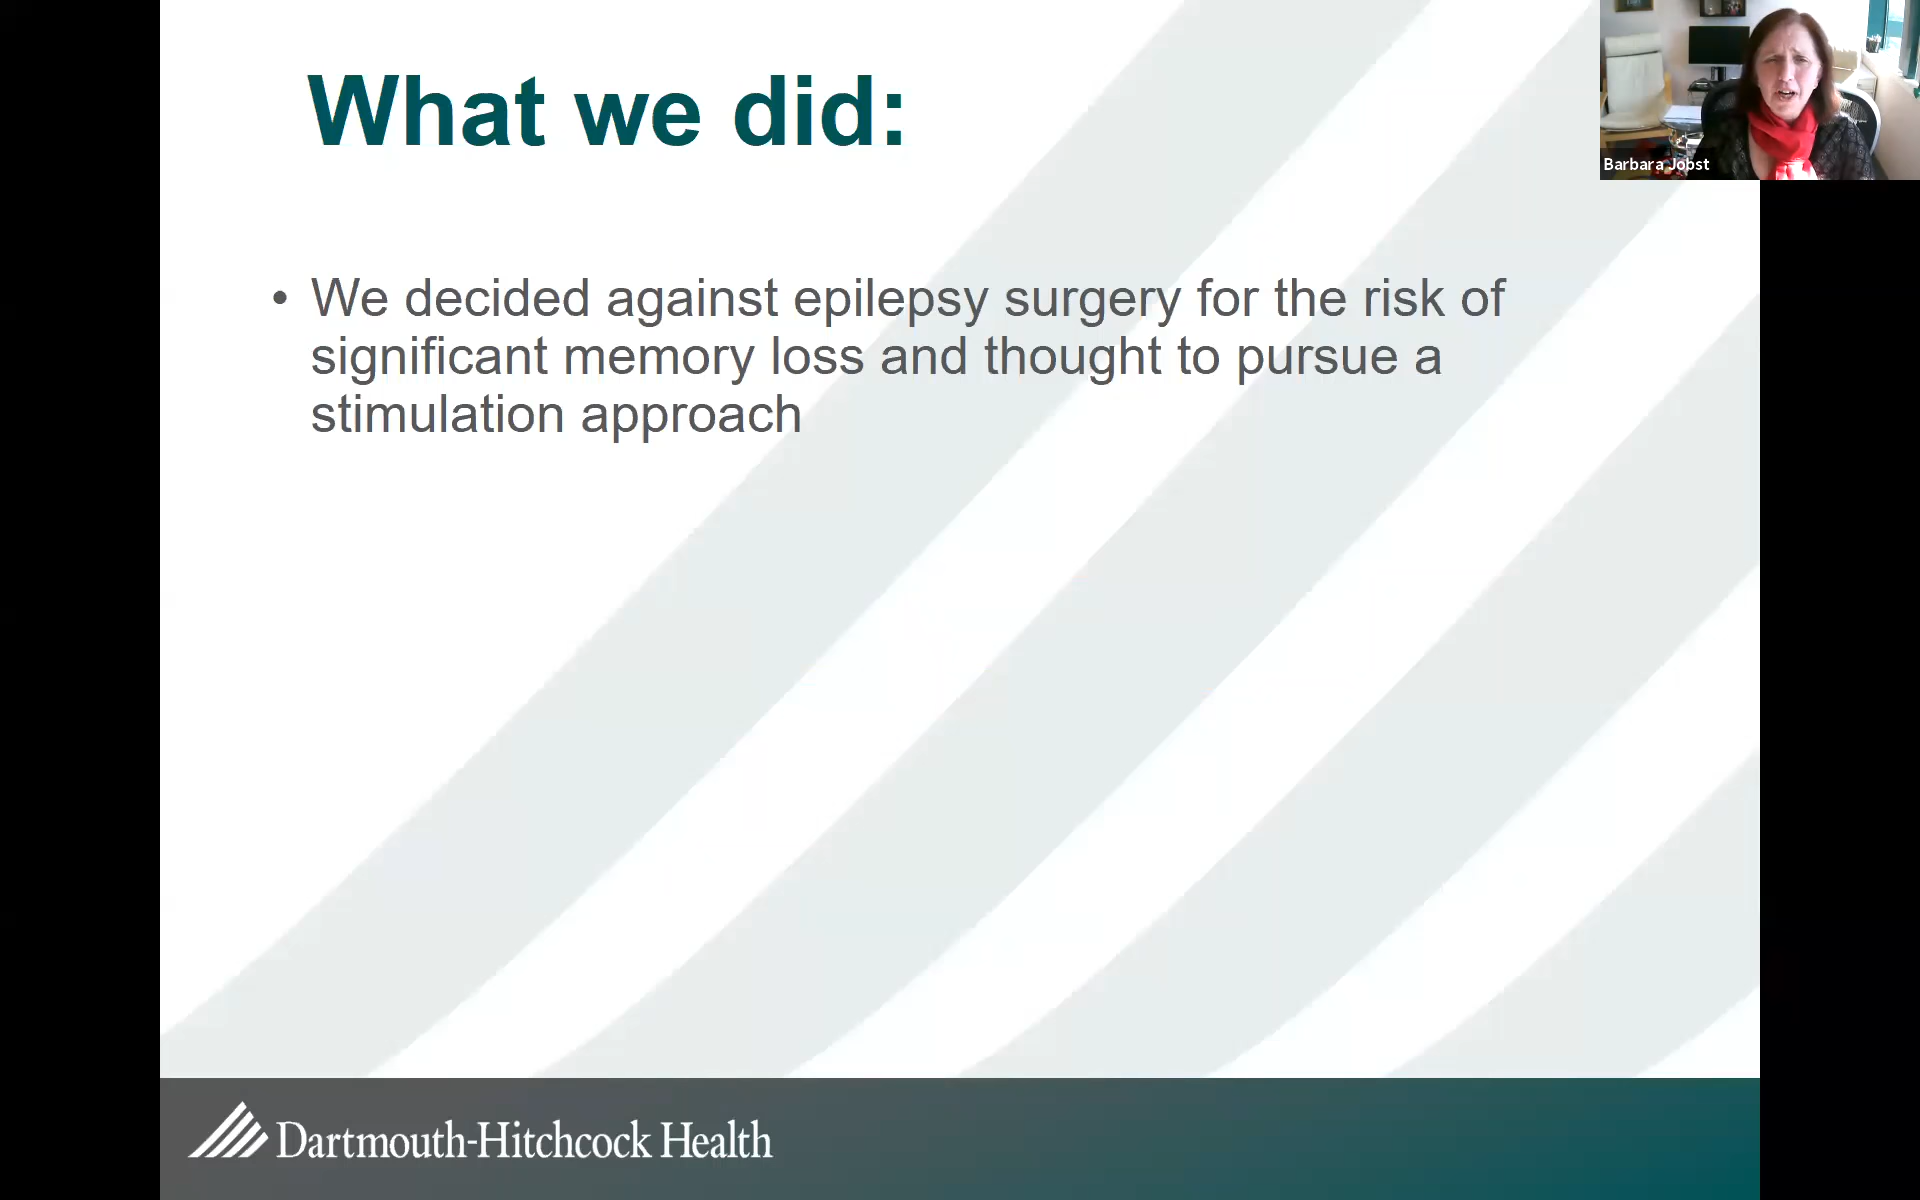 What we did:
Barbara Jobst
• We decided against epilepsy surgery for the risk of
significant memory loss and thought to pursue a
stimulation approach
Dartmouth-Hitchcock Health